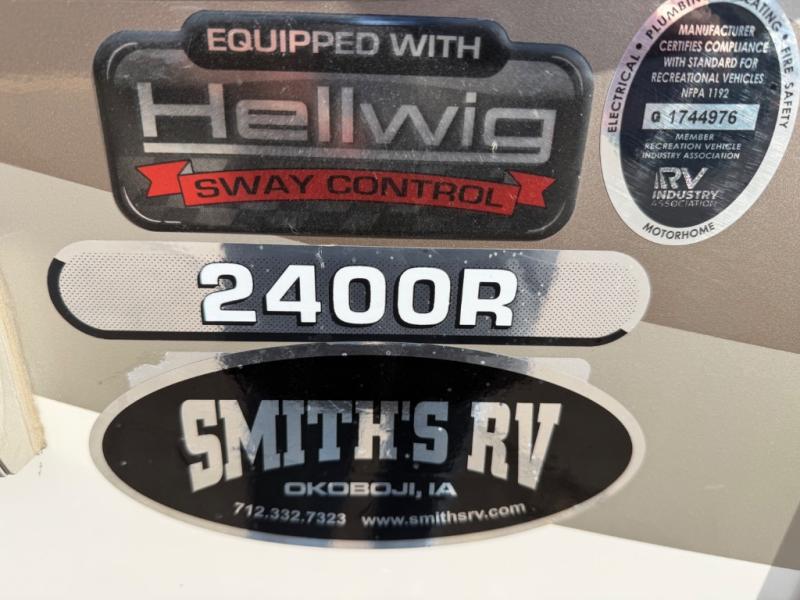 EQUIPPED WITH
Hellwig
SWAY CONTROL
ELECTRICAL • PLUMBING HEATING • FIRE SAFETY
MANUFACTURER
CERTIFIES COMPLIANCE
WITH STANDARD FOR
RECREATIONAL VEHICLES
NFPA 1192
G 1744976
MEMBER
RECREATION VEHICLE
INDUSTRY ASSOCIATION
RV
INDUSTRY
ASSOCIATION
MOTORHOME
2400R
SMITH'S RV
OKOBOJI, IA
712.332.7323 www.smithsrv.com